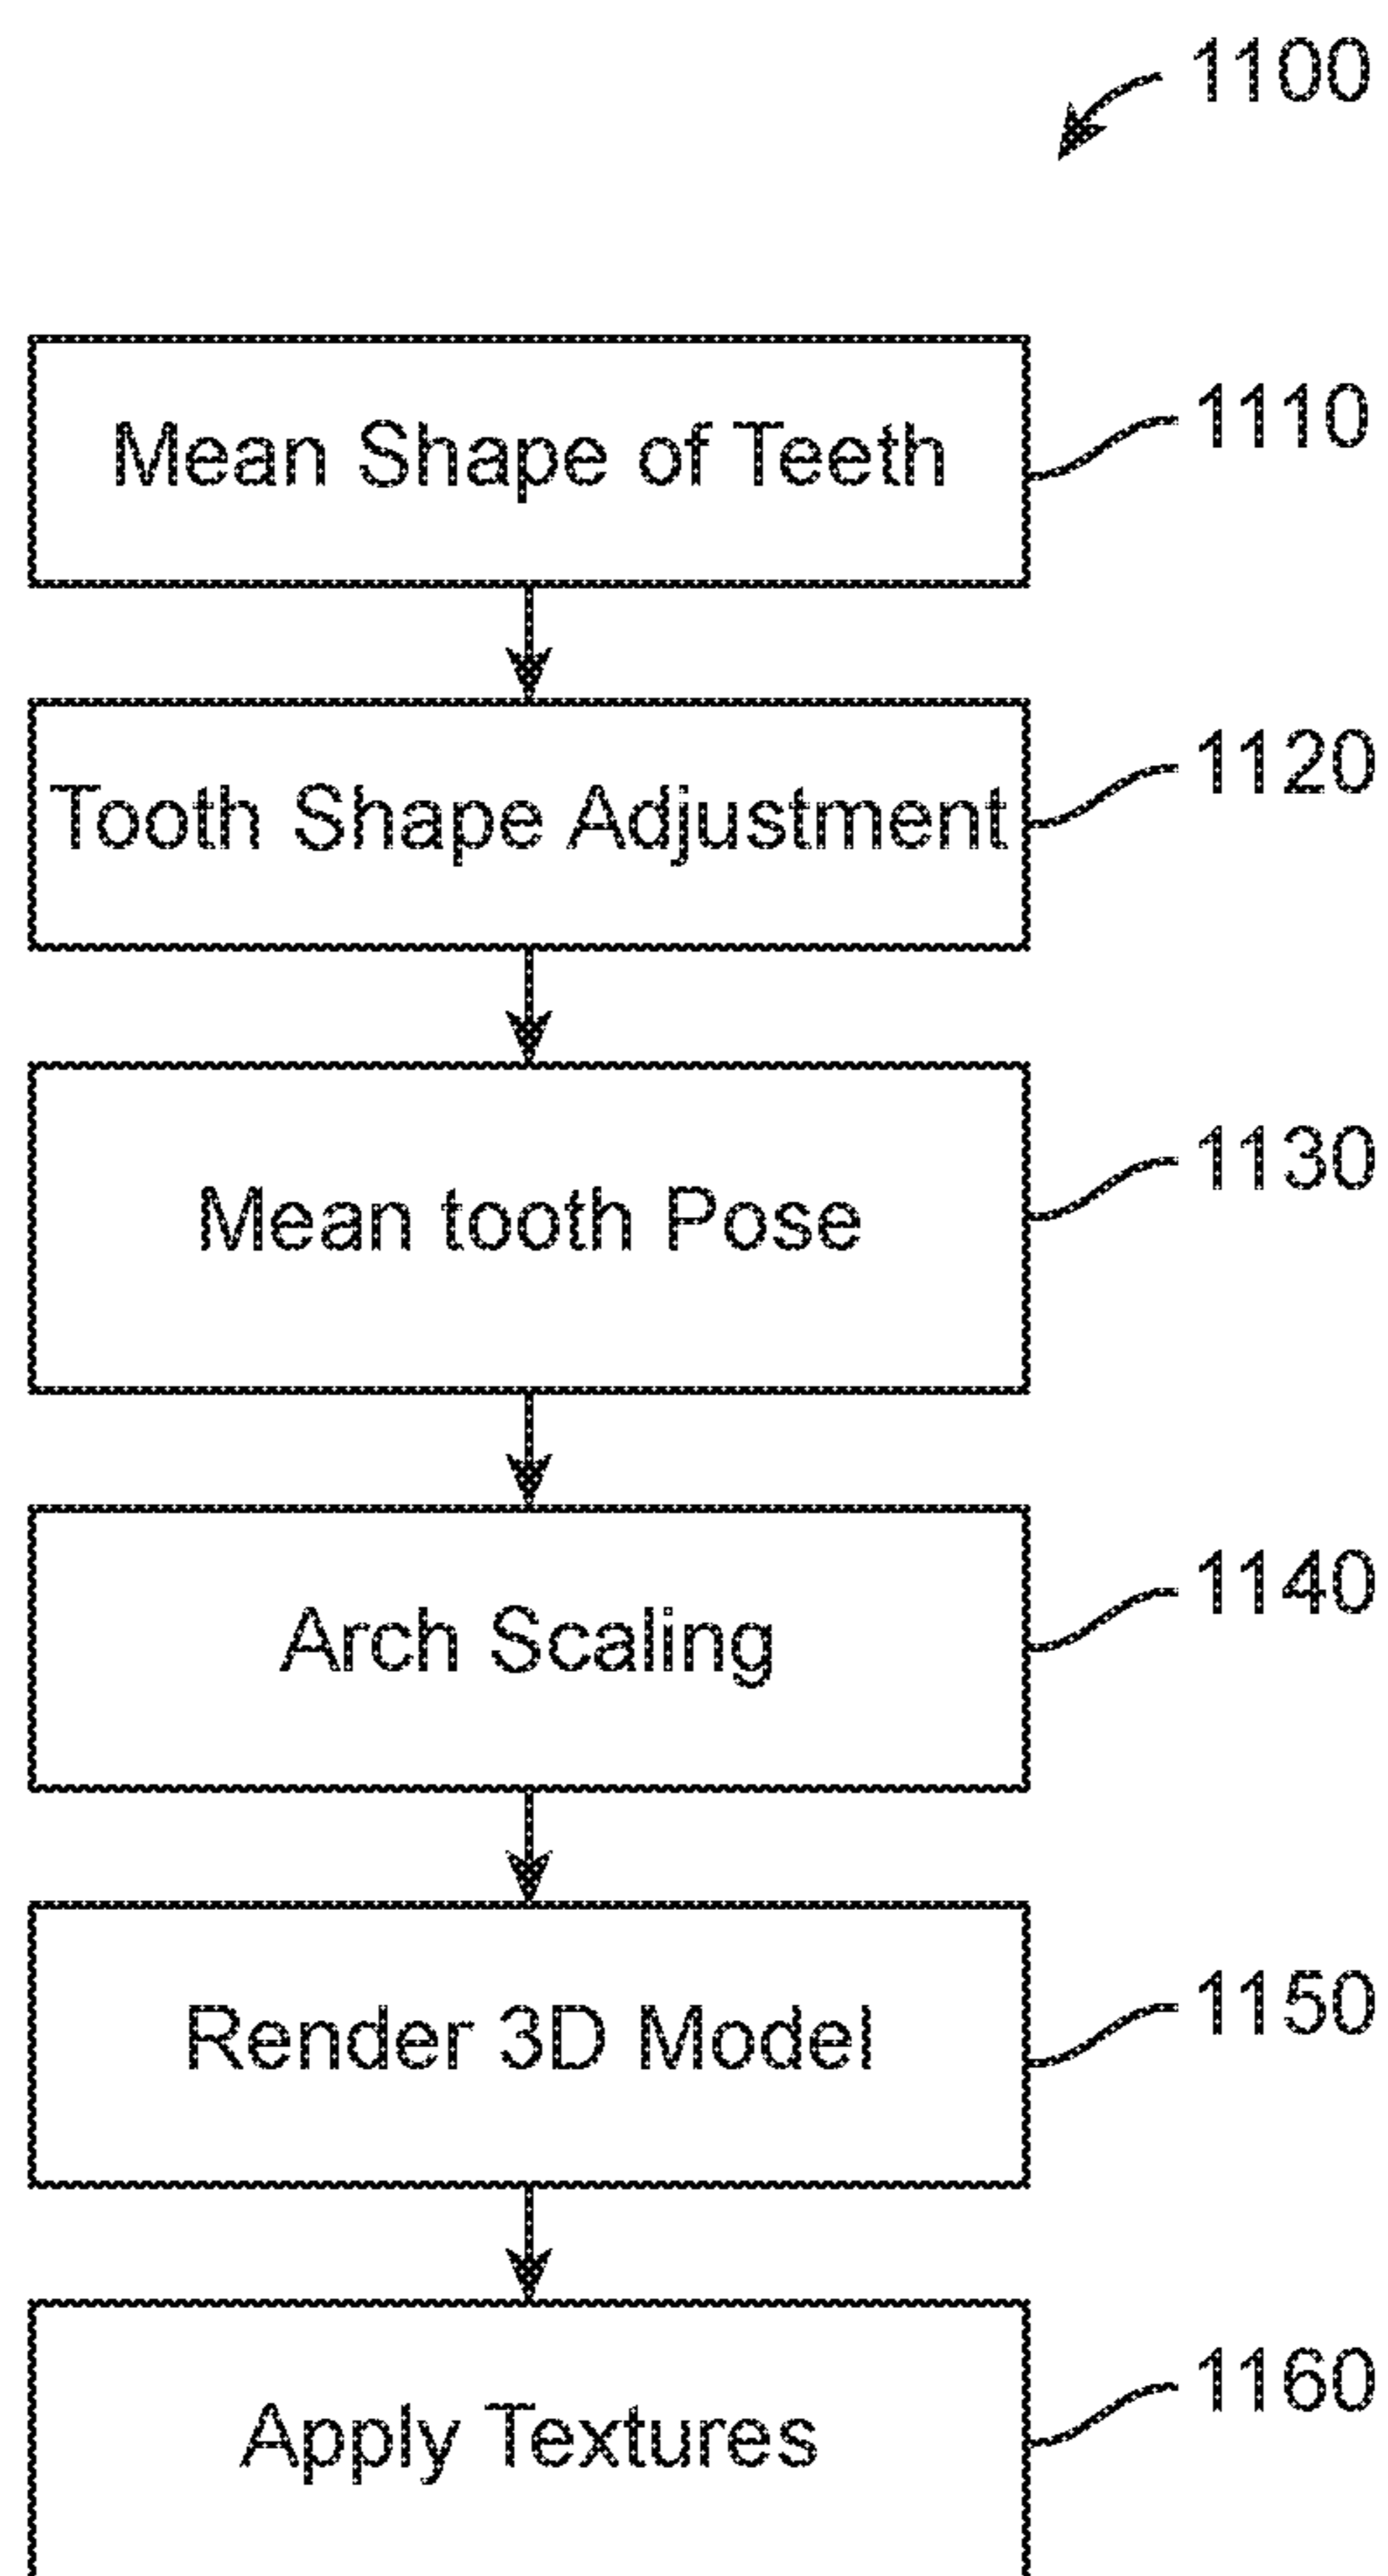 1100
Mean Shape of Teeth
1110
Tooth Shape Adjustment
1120
Mean tooth Pose
1130
Arch Scaling
1140
Render 3D Model
1150
Apply Textures
1160